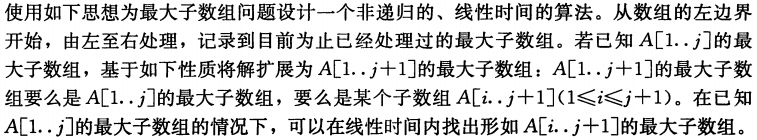 使用如下思想为最大子数组问题设计一个非递归的、线性时间的算法。从数组的左边界
开始，由左至右处理，记录到目前为止已经处理过的最大子数组。若已知 A[1..j]的最
大子数组，基于如下性质将解扩展为 A[1..j+1]的最大子数组：A[1..j+1]的最大子数
组要么是 A[1..j]的最大子数组，要么是某个子数组 A[i..j+1](1≤i≤j+1)。在已知
A[1..j]的最大子数组的情况下，可以在线性时间内找出形如 A[i..j+1]的最大子数组。